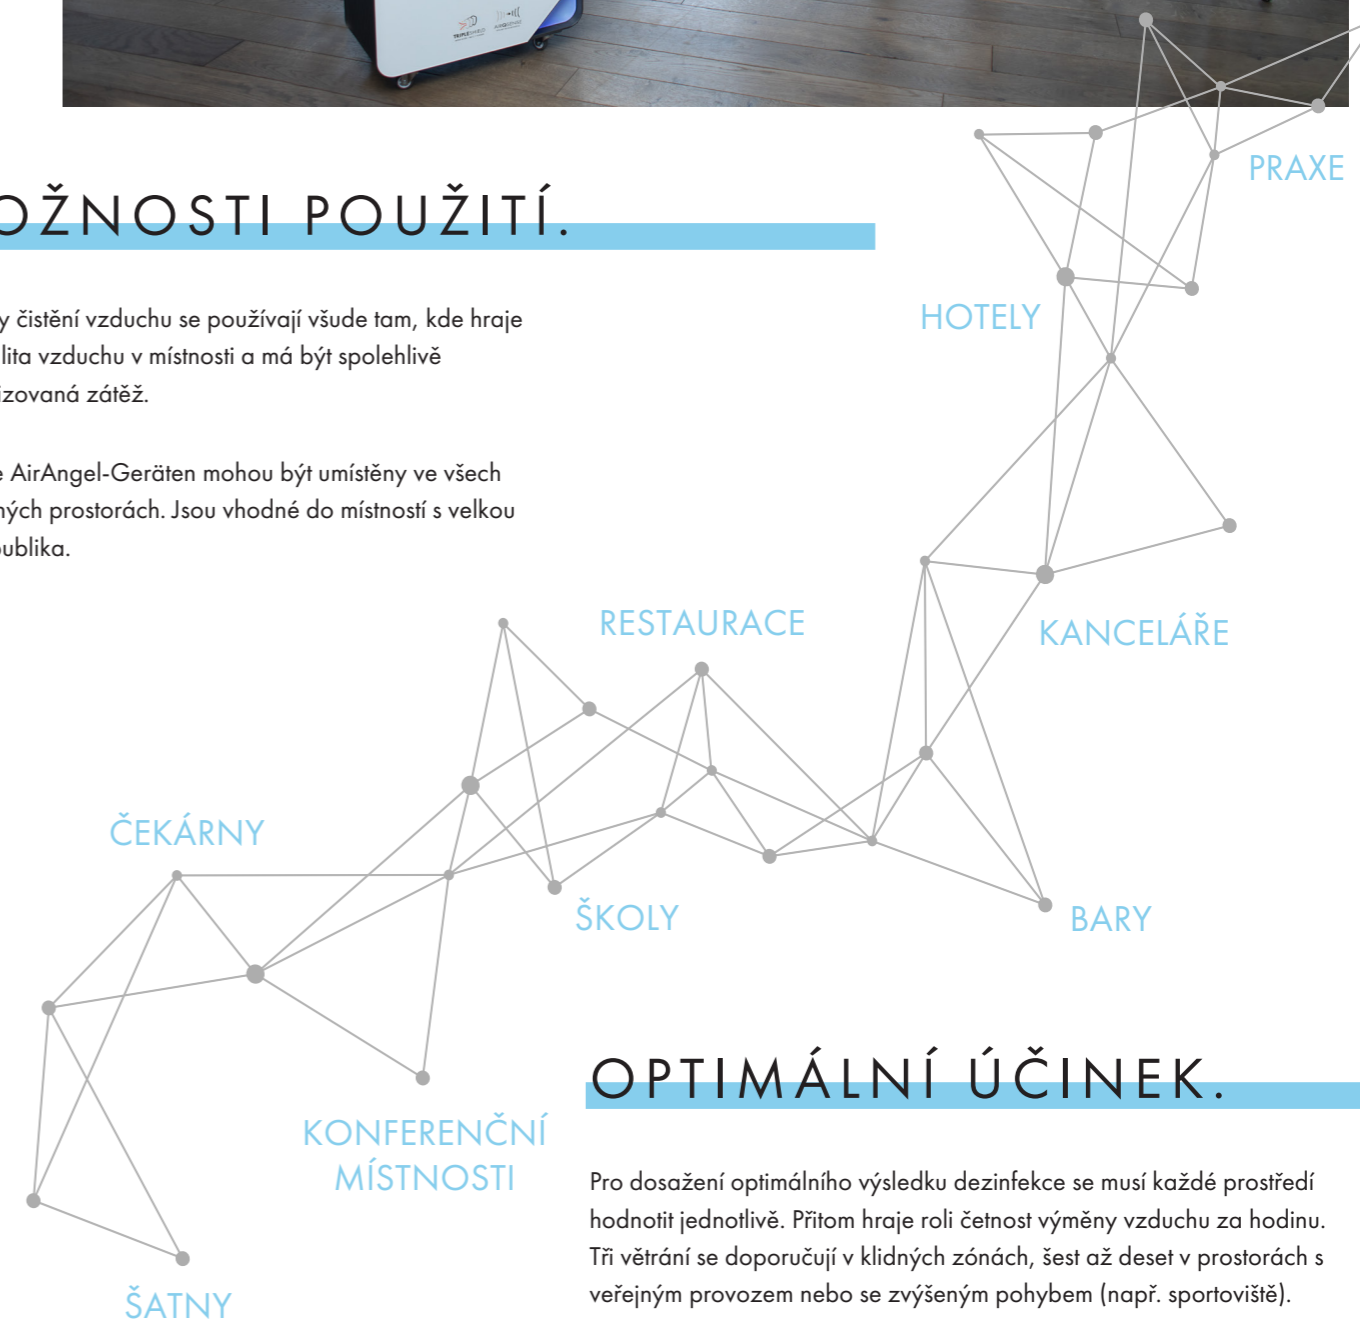 TRIPLESHIELD
PRAXE
OŽNOSTI POUŽITÍ.
y čistění vzduchu se používají všude tam, kde hraje
lita vzduchu v místnosti a má být spolehlivě
izovaná zátěž.
HOTELY
e AirAngel-Geräten mohou být umístěny ve všech
ných prostorách. Jsou vhodné do místností s velkou
publika.
RESTAURACE
KANCELÁŘE
ČEKÁRNY
ŠKOLY
BARY
OPTIMÁLNÍ ÚČINEK.
KONFERENČNÍ
MÍSTNOSTI
Pro dosažení optimálního výsledku dezinfekce se musí každé prostředí
hodnotit jednotlivě. Přitom hraje roli četnost výměny vzduchu za hodinu.
Tři větrání se doporučují v klidných zónách, šest až deset v prostorách s
veřejným provozem nebo se zvýšeným pohybem (např. sportoviště).
ŠATNY